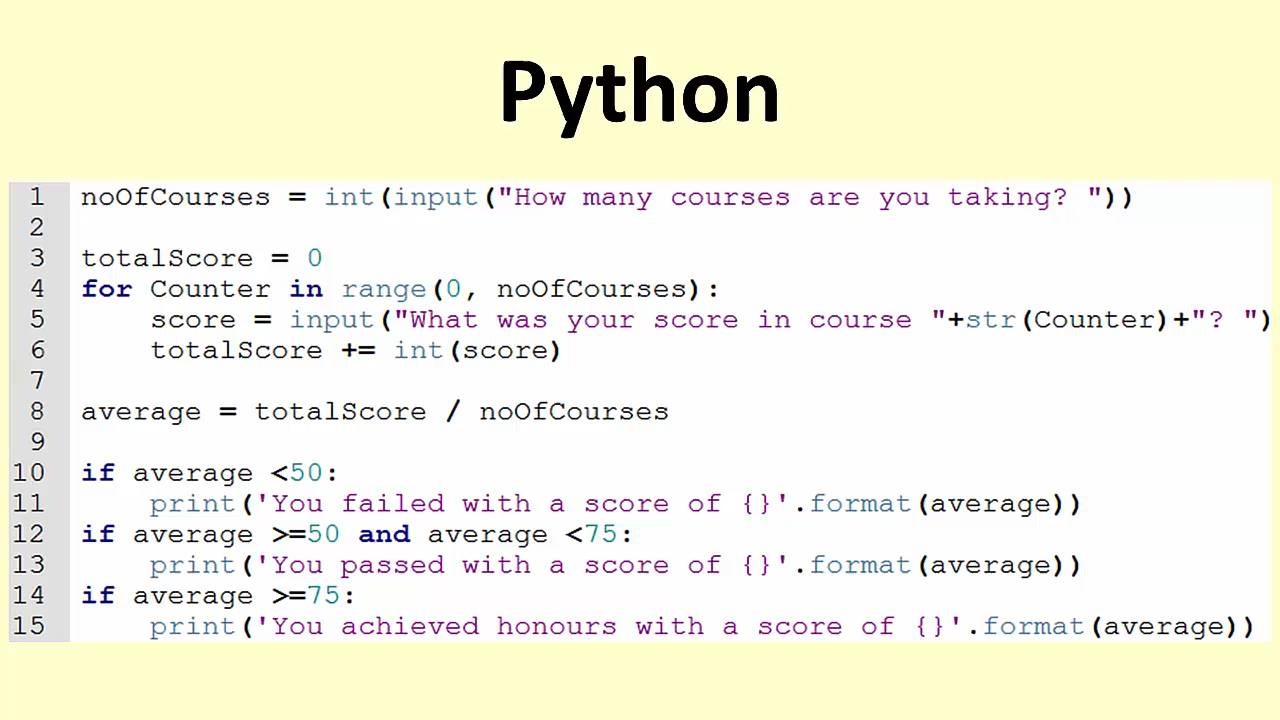 Python
1 noOfCourses = int(input("How many courses are you taking? "))
2
3 totalScore = 0
4 for Counter in range(0, noOfCourses):
5     score = input("What was your score in course "+str(Counter)+"? ")
6     totalScore += int(score)
7
8 average = totalScore / noOfCourses
9
10 if average <50:
11     print('You failed with a score of {}'.format(average))
12 if average >=50 and average <75:
13     print('You passed with a score of {}'.format(average))
14 if average >=75:
15     print('You achieved honours with a score of {}'.format(average))